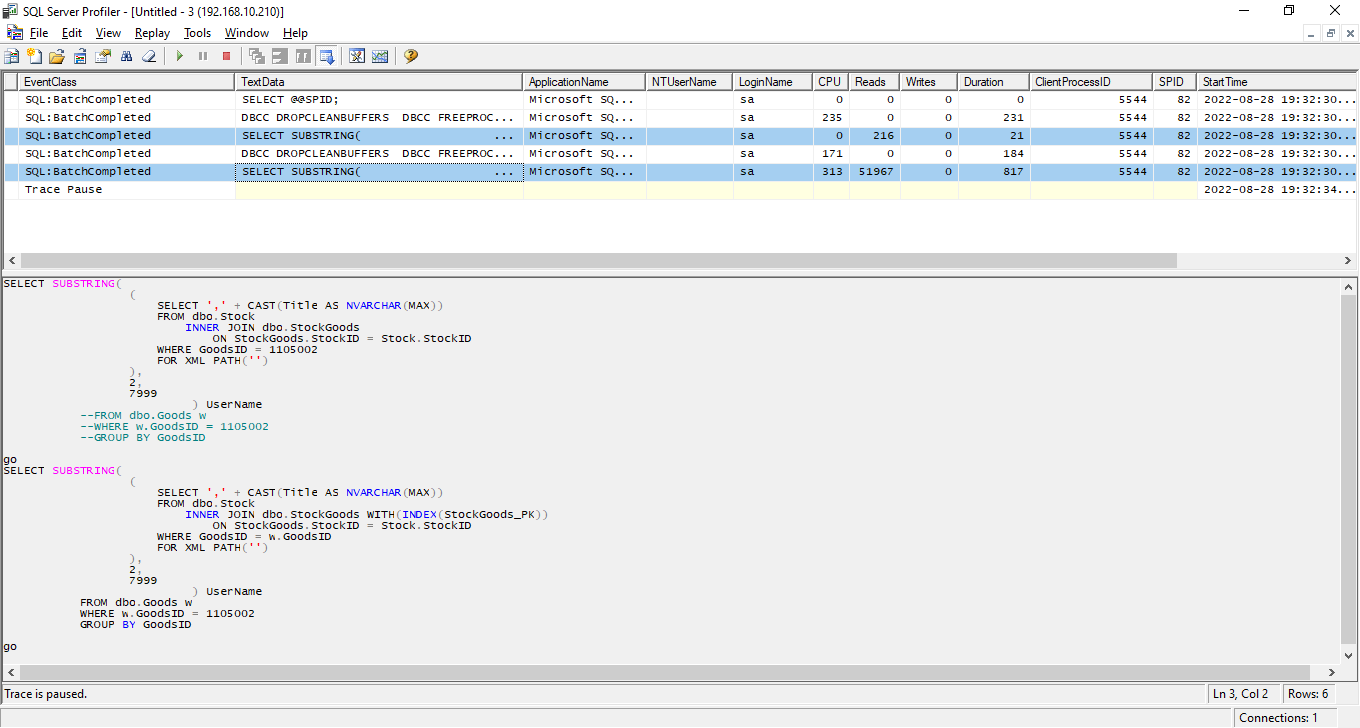 SQL Server Profiler - [Untitled - 3 (192.168.10.210)]
File Edit View Replay Tools Window Help
EventClass TextData ApplicationName NTUserName LoginName CPU Reads Writes Duration ClientProcessID SPID StartTime
SQL:BatchCompleted SELECT @@SPID; Microsoft SQ... sa 0 0 0 0 5544 82 2022-08-28 19:32:30...
SQL:BatchCompleted DBCC DROPCLEANBUFFERS DBCC FREEPROC... Microsoft SQ... sa 235 0 0 231 5544 82 2022-08-28 19:32:30...
SQL:BatchCompleted SELECT SUBSTRING( ... Microsoft SQ... sa 0 216 0 21 5544 82 2022-08-28 19:32:30...
SQL:BatchCompleted DBCC DROPCLEANBUFFERS DBCC FREEPROC... Microsoft SQ... sa 171 0 0 184 5544 82 2022-08-28 19:32:30...
SQL:BatchCompleted SELECT SUBSTRING( ... Microsoft SQ... sa 313 51967 0 817 5544 82 2022-08-28 19:32:30...
Trace Pause 2022-08-28 19:32:34...
SELECT SUBSTRING(
(
SELECT ',' + CAST(Title AS NVARCHAR(MAX))
FROM dbo.Stock
INNER JOIN dbo.StockGoods
ON StockGoods.StockID = Stock.StockID
WHERE GoodsID = 1105002
FOR XML PATH('')
),
2,
7999
) UserName
--FROM dbo.Goods w
--WHERE w.GoodsID = 1105002
--GROUP BY GoodsID
go
SELECT SUBSTRING(
(
SELECT ',' + CAST(Title AS NVARCHAR(MAX))
FROM dbo.Stock
INNER JOIN dbo.StockGoods WITH(INDEX(StockGoods_PK))
ON StockGoods.StockID = Stock.StockID
WHERE GoodsID = w.GoodsID
FOR XML PATH('')
),
2,
7999
) UserName
FROM dbo.Goods w
WHERE w.GoodsID = 1105002
GROUP BY GoodsID
go
Trace is paused. Ln 3, Col 2 Rows: 6
Connections: 1